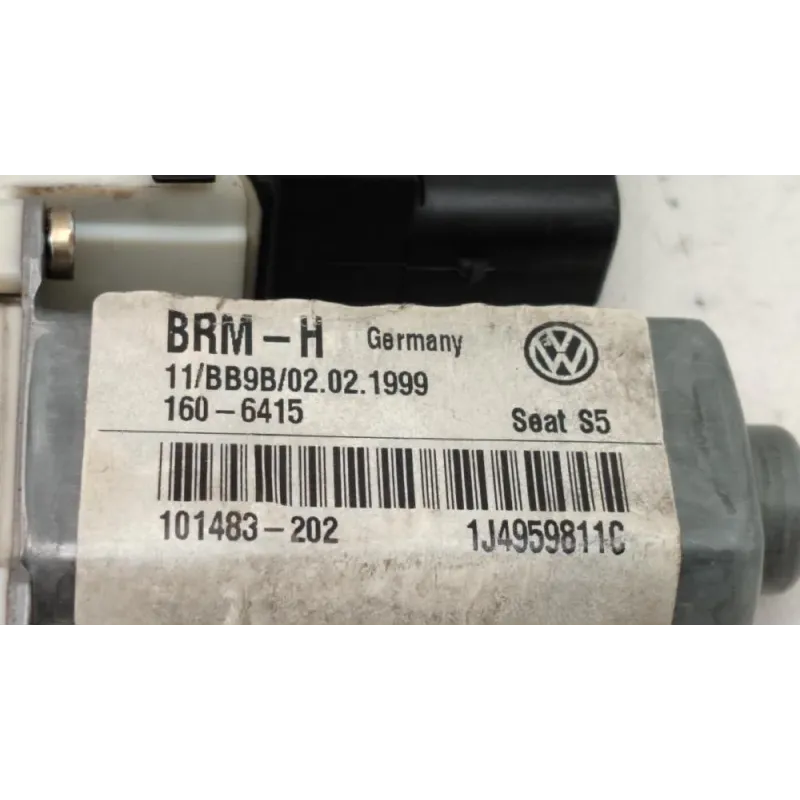 BRM-H Germany
11/BB9B/02.02.1999
160-6415 Seat S5
101483-202 1J4959811C